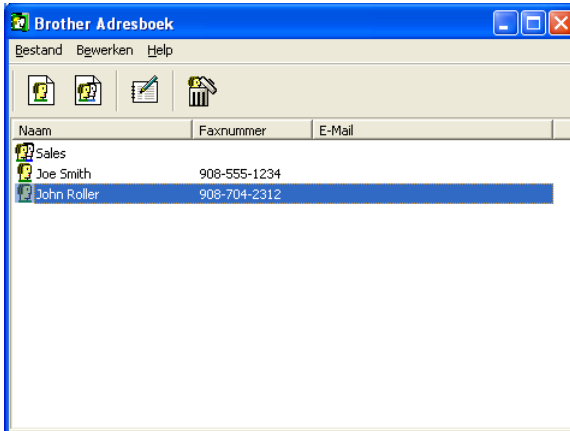 Brother Adresboek
Bestand Bewerken Help
Naam Faxnummer E-Mail
Sales
Joe Smith 908-555-1234
John Roller 908-704-2312